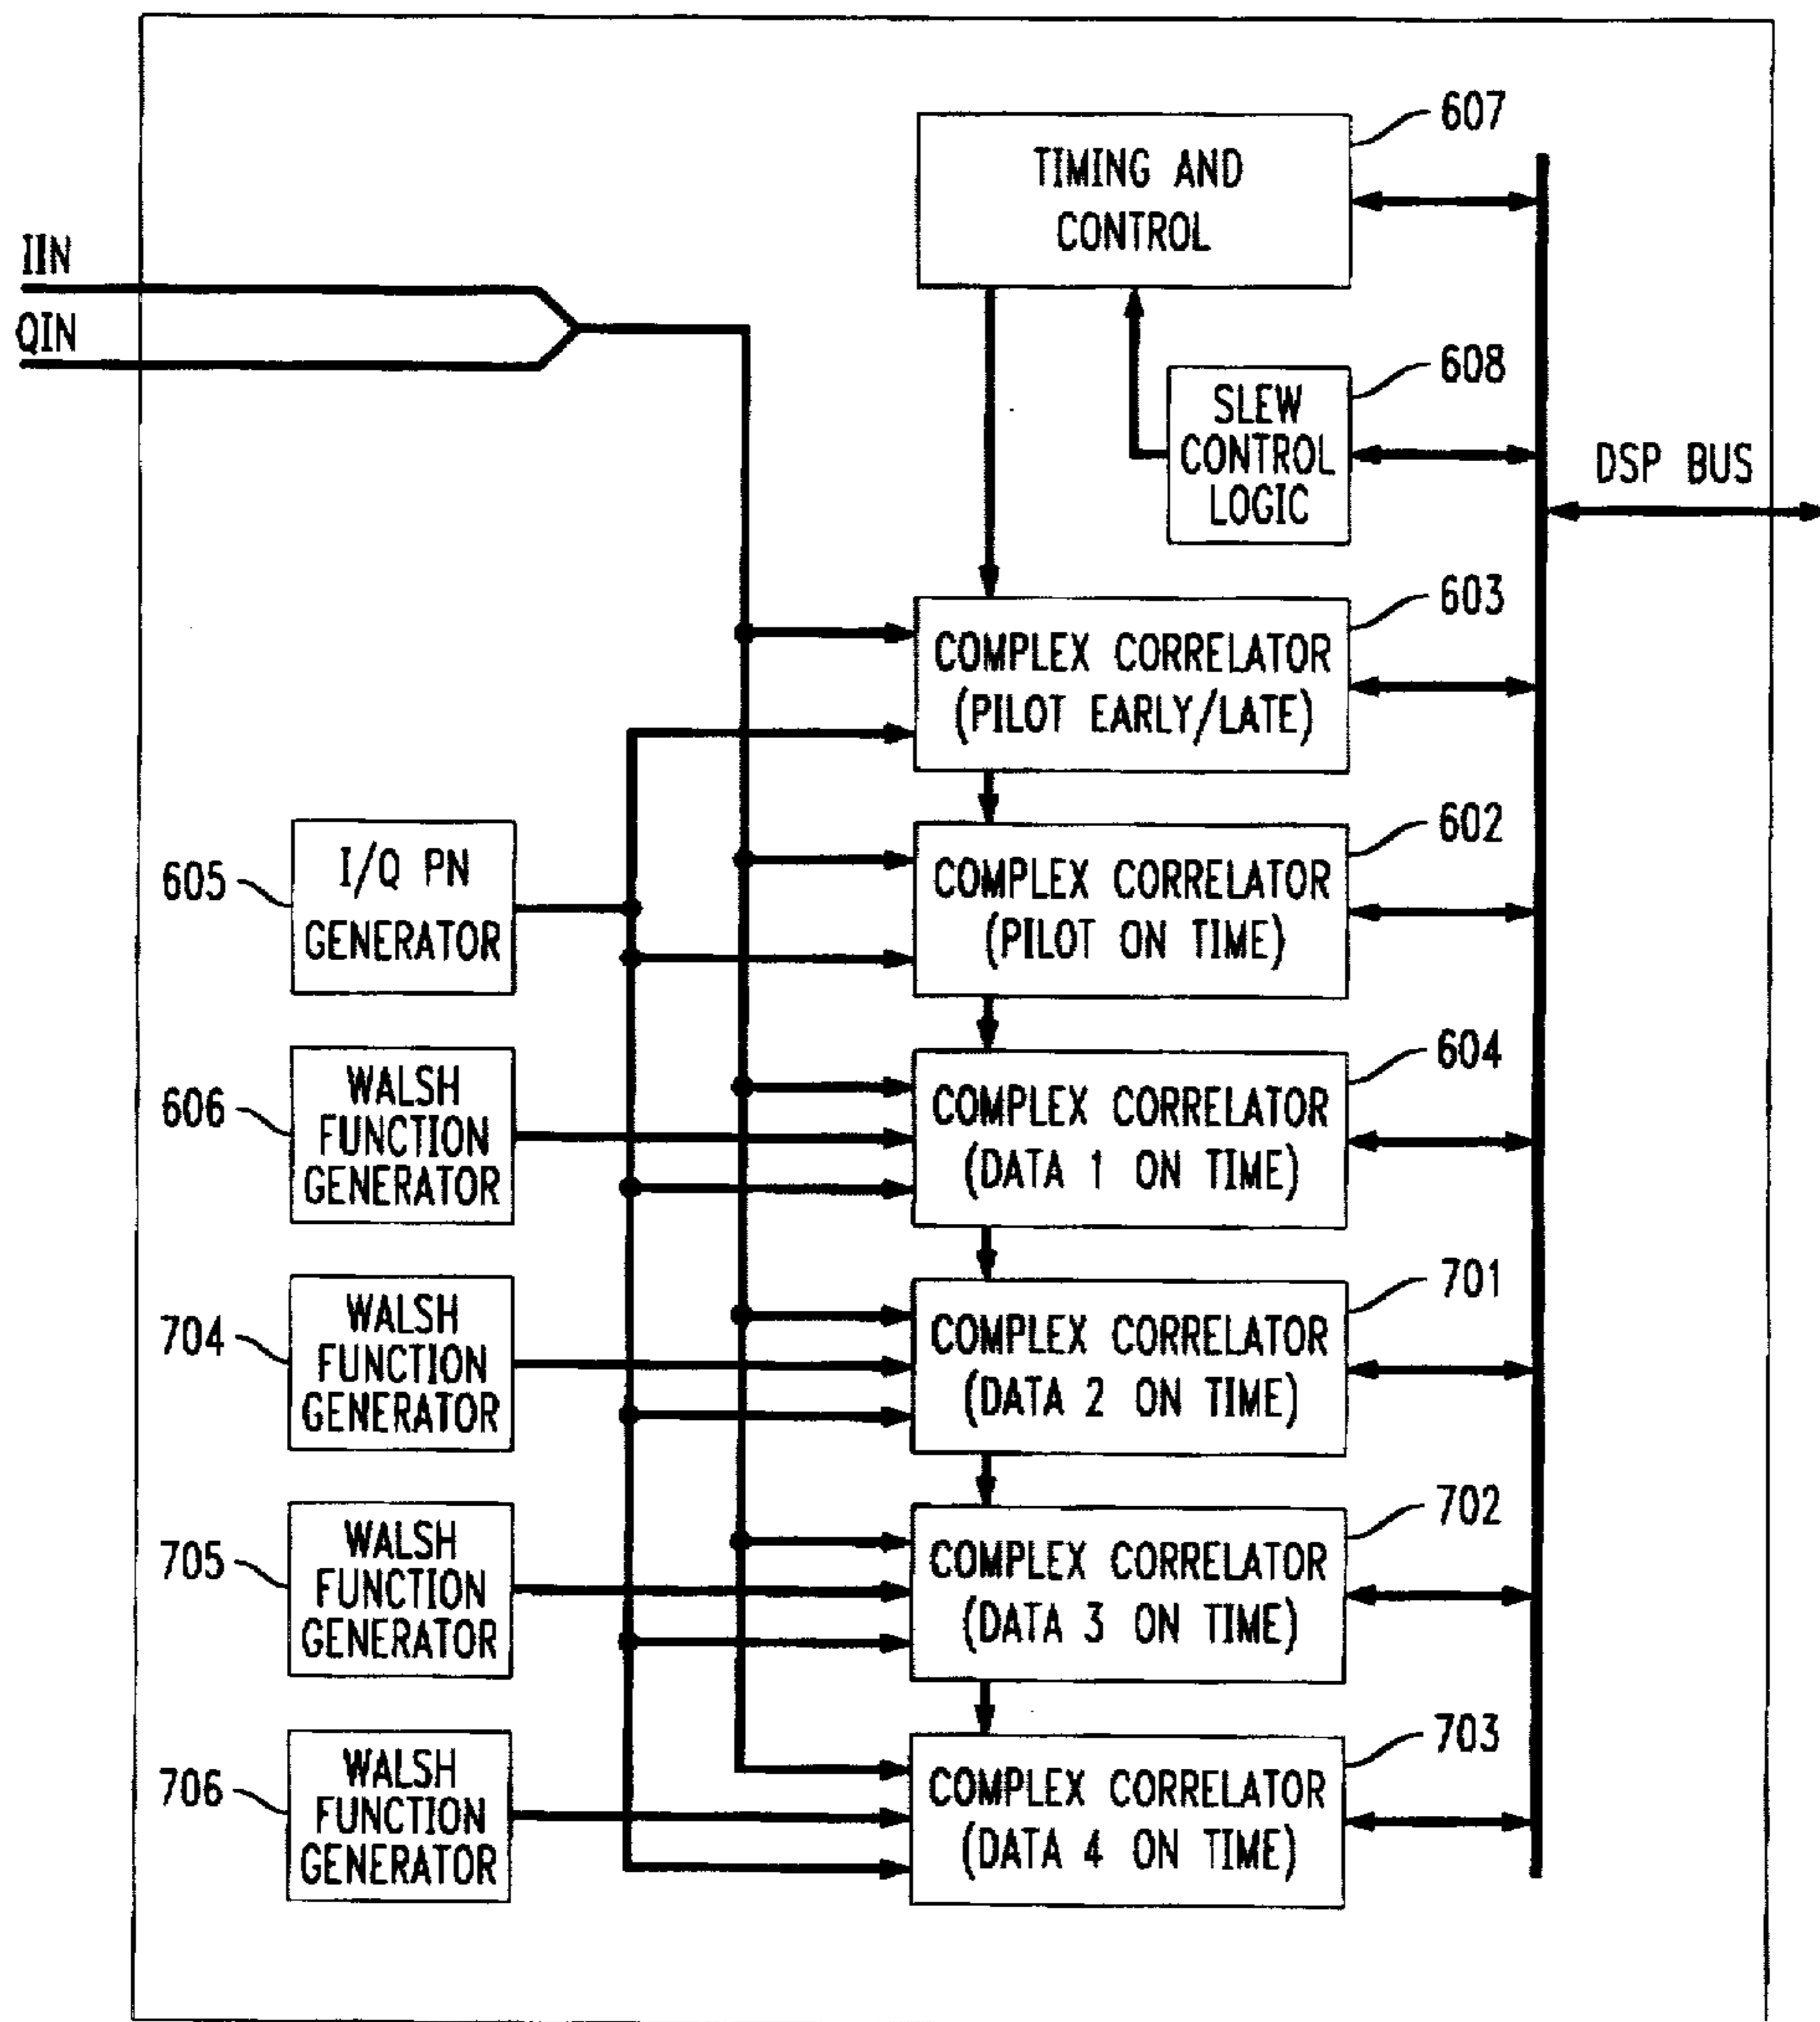 607
TIMING AND
CONTROL
IIN
QIN
608
SLEW
CONTROL
LOGIC
DSP BUS
603
COMPLEX CORRELATOR
(PILOT EARLY/LATE)
602
605
I/Q PN
GENERATOR
COMPLEX CORRELATOR
(PILOT ON TIME)
604
606
WALSH
FUNCTION
GENERATOR
COMPLEX CORRELATOR
(DATA 1 ON TIME)
701
704
WALSH
FUNCTION
GENERATOR
COMPLEX CORRELATOR
(DATA 2 ON TIME)
702
705
WALSH
FUNCTION
GENERATOR
COMPLEX CORRELATOR
(DATA 3 ON TIME)
703
706
WALSH
FUNCTION
GENERATOR
COMPLEX CORRELATOR
(DATA 4 ON TIME)